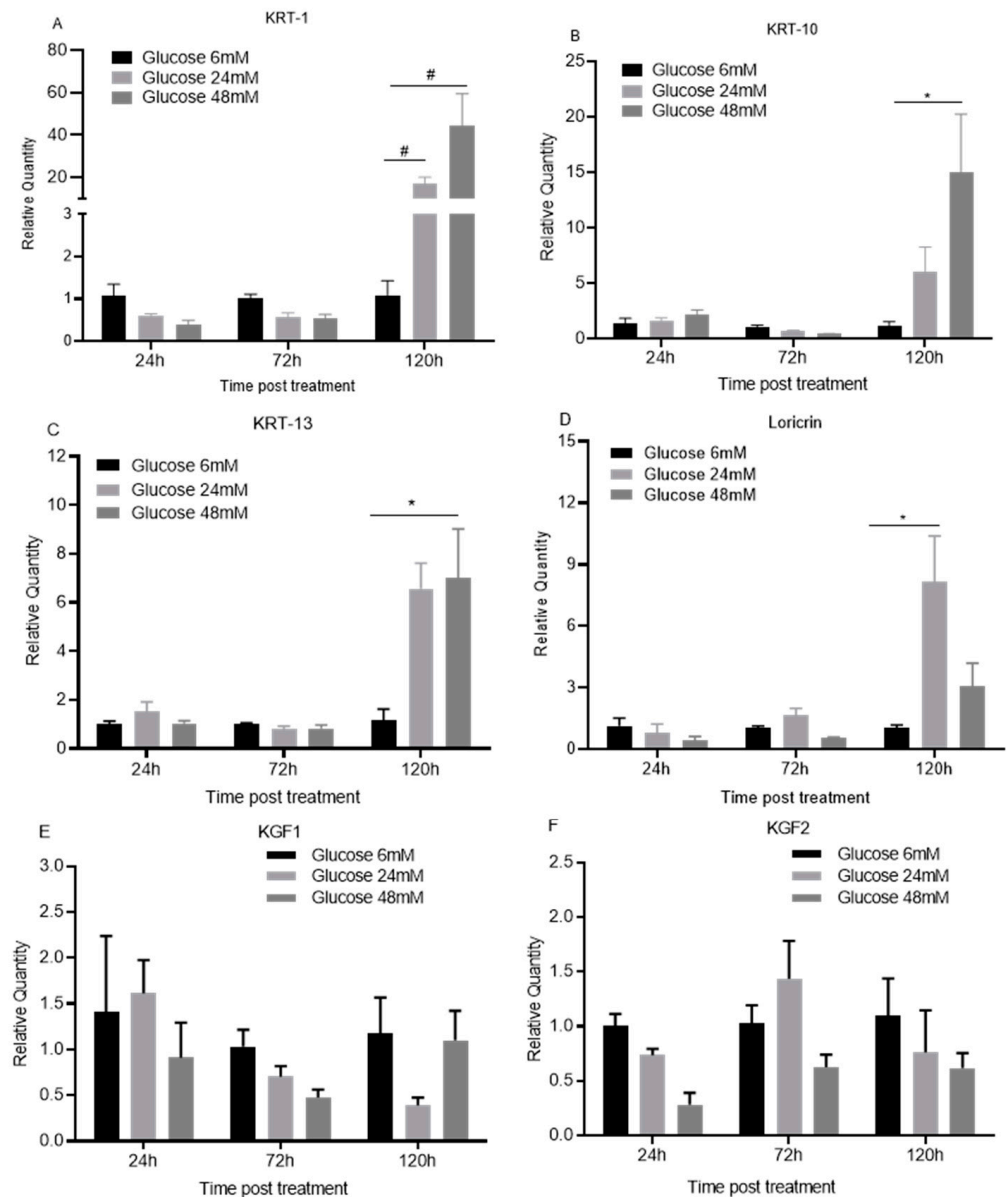 A
KRT-1
Glucose 6mM
Glucose 24mM
Glucose 48mM
#
#
80
60
40
20
3
2
1
0
Relative Quantity
24h 72h 120h
Time post treatment
B
KRT-10
Glucose 6mM
Glucose 24mM
Glucose 48mM
*
25
20
15
10
5
0
Relative Quantity
24h 72h 120h
Time post treatment
C
KRT-13
Glucose 6mM
Glucose 24mM
Glucose 48mM
*
12
10
8
6
4
2
0
Relative Quantity
24h 72h 120h
Time post treatment
D
Loricrin
Glucose 6mM
Glucose 24mM
Glucose 48mM
*
15
12
9
6
3
0
Relative Quantity
24h 72h 120h
Time post treatment
E
KGF1
Glucose 6mM
Glucose 24mM
Glucose 48mM
3.0
2.5
2.0
1.5
1.0
0.5
0.0
Relative Quantity
24h 72h 120h
Time post treatment
F
KGF2
Glucose 6mM
Glucose 24mM
Glucose 48mM
2.5
2.0
1.5
1.0
0.5
0.0
Relative Quantity
24h 72h 120h
Time post treatment